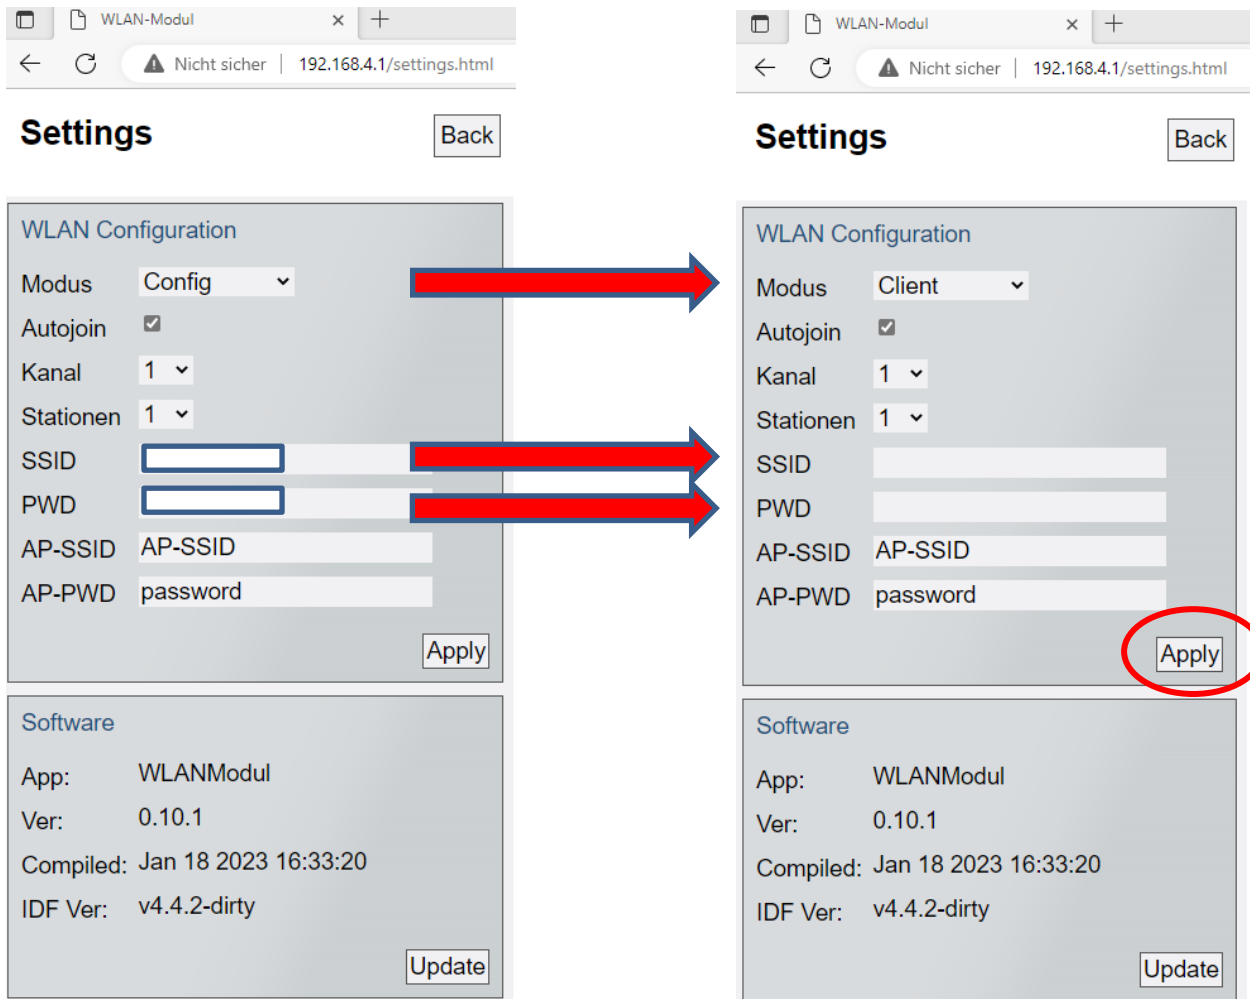 WLAN-Modul
Nicht sicher | 192.168.4.1/settings.html
Settings Back
WLAN Configuration
Modus Config
Autojoin
Kanal 1
Stationen 1
SSID
PWD
AP-SSID AP-SSID
AP-PWD password
Apply
Software
App: WLANModul
Ver: 0.10.1
Compiled: Jan 18 2023 16:33:20
IDF Ver: v4.4.2-dirty
Update
WLAN-Modul
Nicht sicher | 192.168.4.1/settings.html
Settings Back
WLAN Configuration
Modus Client
Autojoin
Kanal 1
Stationen 1
SSID
PWD
AP-SSID AP-SSID
AP-PWD password
Apply
Software
App: WLANModul
Ver: 0.10.1
Compiled: Jan 18 2023 16:33:20
IDF Ver: v4.4.2-dirty
Update